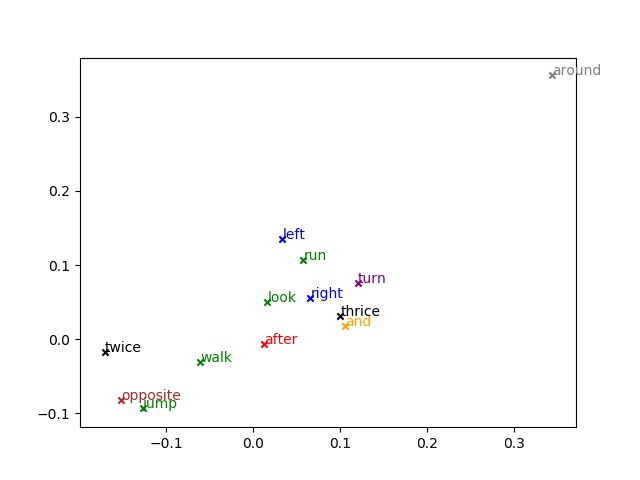 around
0.3
0.2
left
run
0.1
turn
look
right
thrice
and
0.0
after
twice
walk
opposite
jump
−0.1
−0.1
0.0
0.1
0.2
0.3